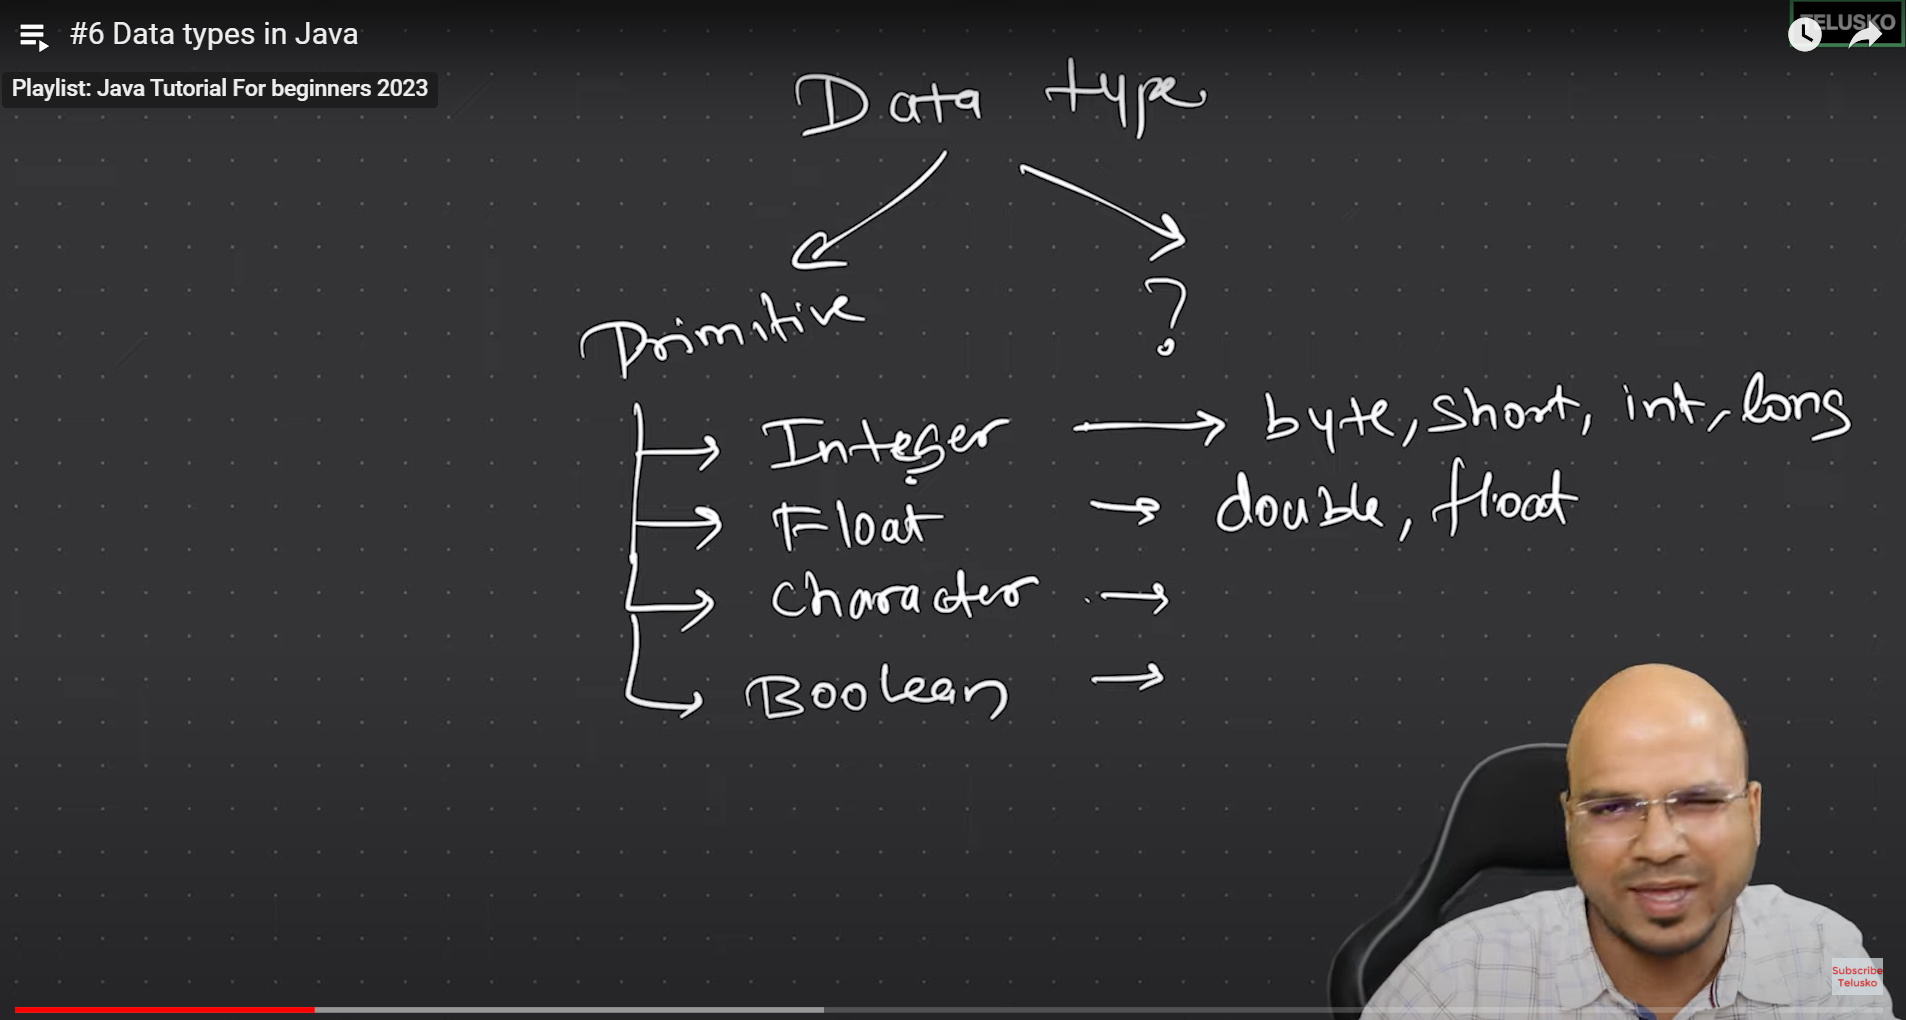 #6 Data types in Java
TELUSKO
Playlist: Java Tutorial For beginners 2023
Data type
Primitive
?
Integer → byte, short, int, long
Float → double, float
Character →
Boolean →
Subscribe
Telusko